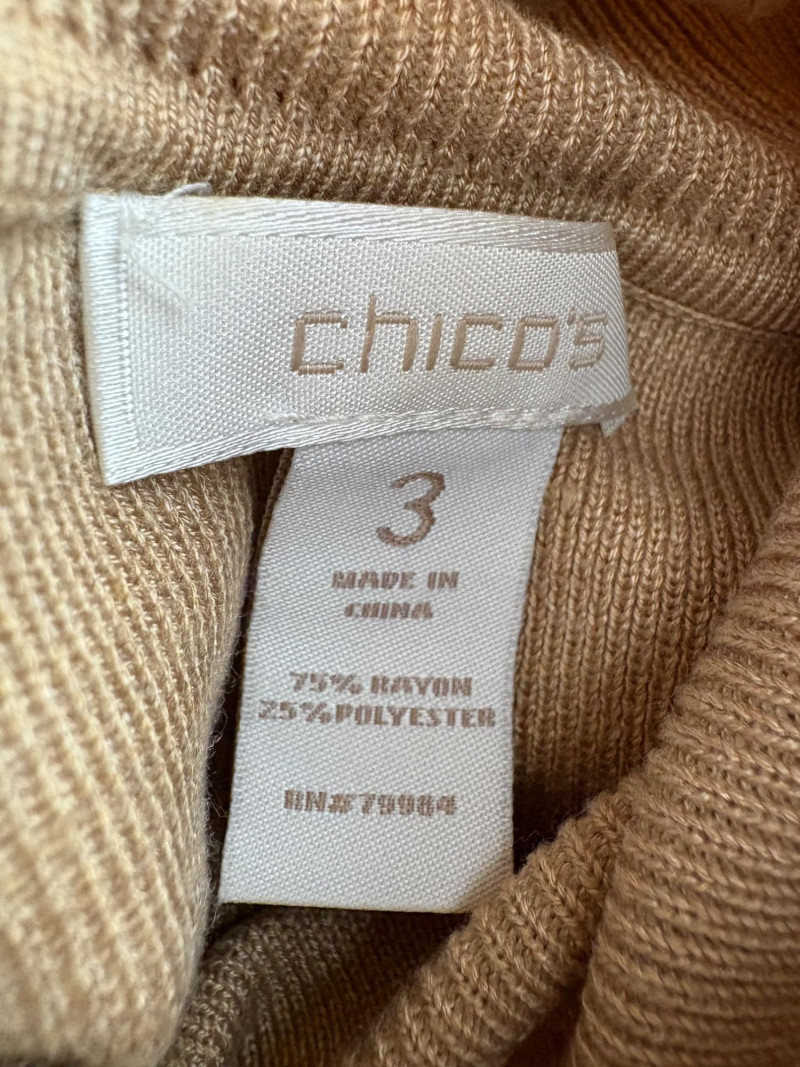 chico's
3
MADE IN
CHINA
75% RAYON
25%POLYESTER
RN#79984